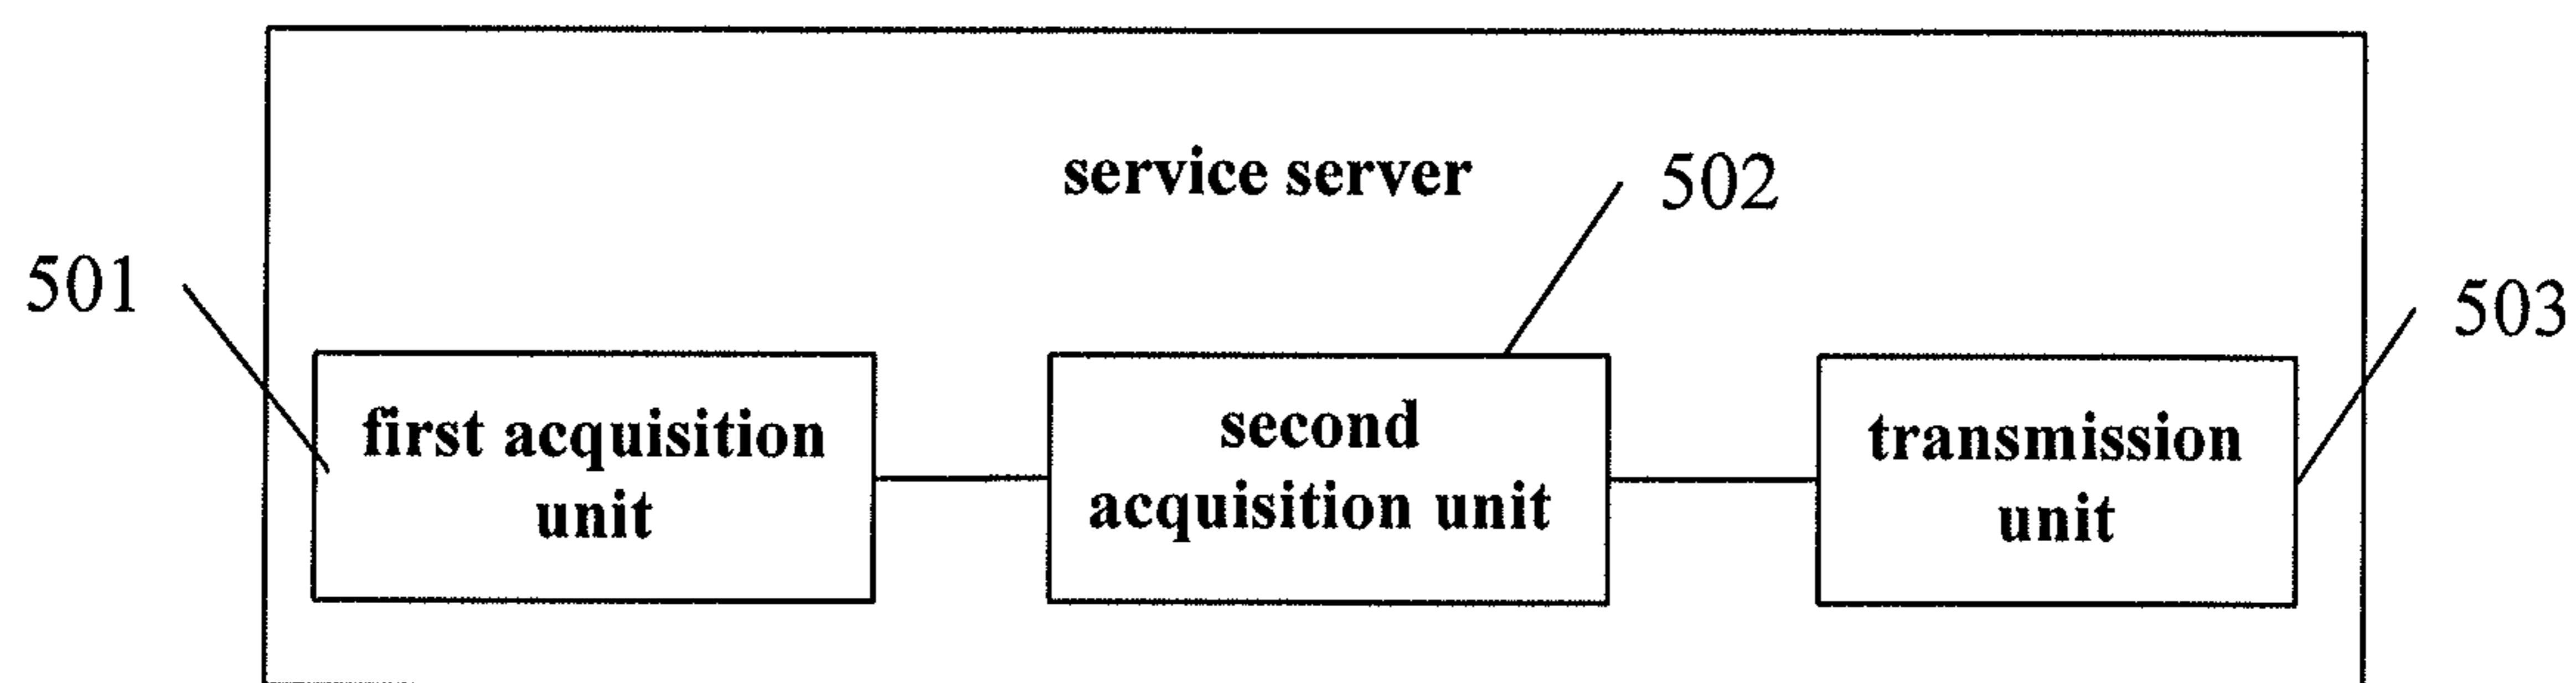 service server
502
501
503
first acquisition
unit
second
acquisition unit
transmission
unit